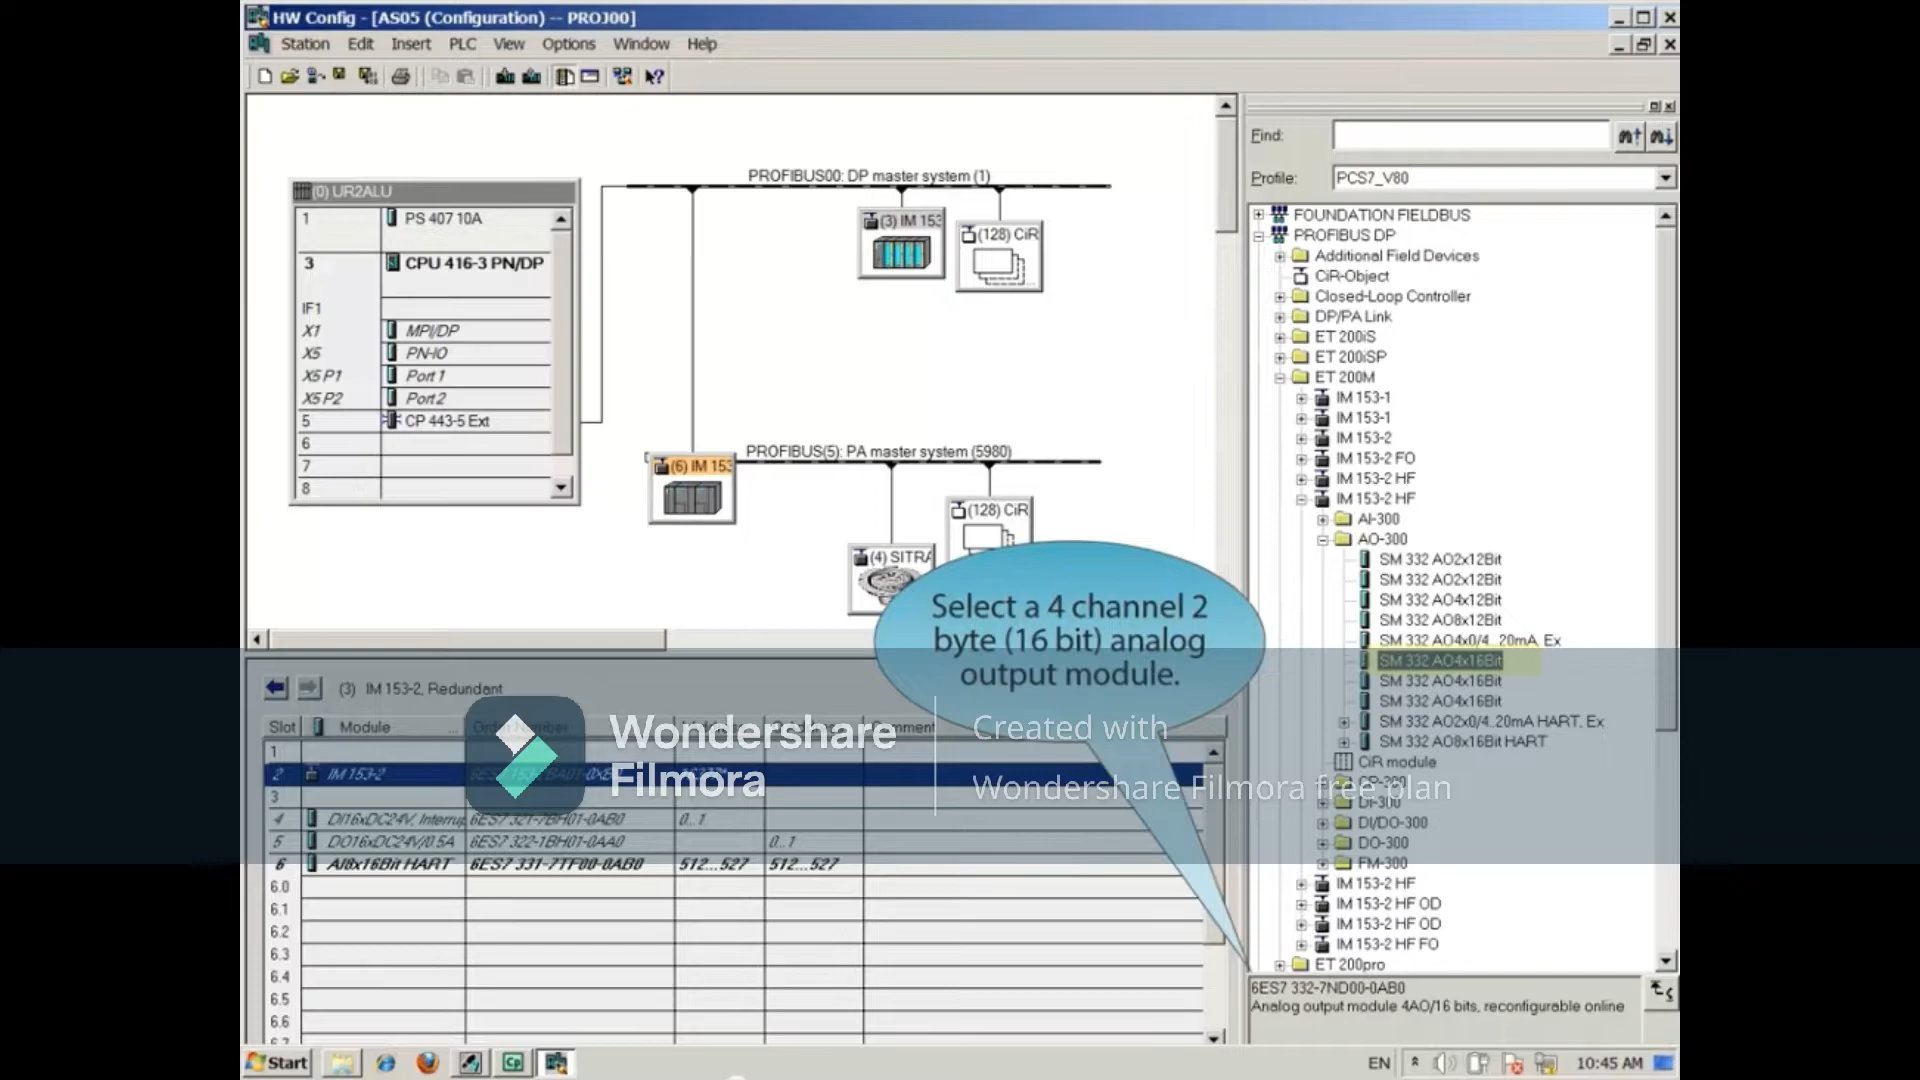 HW Config - [AS05 (Configuration) -- PROJ00]
Station Edit Insert PLC View Options Window Help
Find:
Profile: PCS7_V80
(0) UR2ALU
1 PS 407 10A
3 CPU 416-3 PN/DP
IF1
X1 MPI/DP
X5 PN-IO
X5 P1 Port 1
X5 P2 Port 2
5 CP 443-5 Ext
6
7
8
PROFIBUS00: DP master system (1)
(3) IM 153
(128) CiR
PROFIBUS(5): PA master system (5980)
(6) IM 153
(128) CiR
(4) SITRA
Select a 4 channel 2
byte (16 bit) analog
output module.
FOUNDATION FIELDBUS
PROFIBUS DP
Additional Field Devices
CiR-Object
Closed-Loop Controller
DP/PA Link
ET 200iS
ET 200iSP
ET 200M
IM 153-1
IM 153-1
IM 153-2
IM 153-2 FO
IM 153-2 HF
IM 153-2 HF
AI-300
AO-300
SM 332 AO2x12Bit
SM 332 AO2x12Bit
SM 332 AO4x12Bit
SM 332 AO8x12Bit
SM 332 AO4x0/4..20mA, Ex
SM 332 AO4x16Bit
SM 332 AO4x16Bit
SM 332 AO4x16Bit
SM 332 AO2x0/4..20mA HART, Ex
SM 332 AO8x16Bit HART
CiR module
CP-300
DI-300
DI/DO-300
DO-300
FM-300
IM 153-2 HF
IM 153-2 HF OD
IM 153-2 HF OD
IM 153-2 HF FO
ET 200pro
6ES7 332-7ND00-0AB0
Analog output module 4AO/16 bits, reconfigurable online
(3) IM 153-2, Redundant
Slot Module ...
1
2 IM 153-2
3
4 DI16xDC24V, Interrup 6ES7 321-7BH01-0AB0 0...1
5 DO16xDC24V/0.5A 6ES7 322-1BH01-0AA0 0...1
6 AI8x16Bit HART 6ES7 331-7TF00-0AB0 512...527 512...527
6.0
6.1
6.2
6.3
6.4
6.5
6.6
Wondershare
Filmora
Created with
Wondershare Filmora free plan
Start
EN 10:45 AM